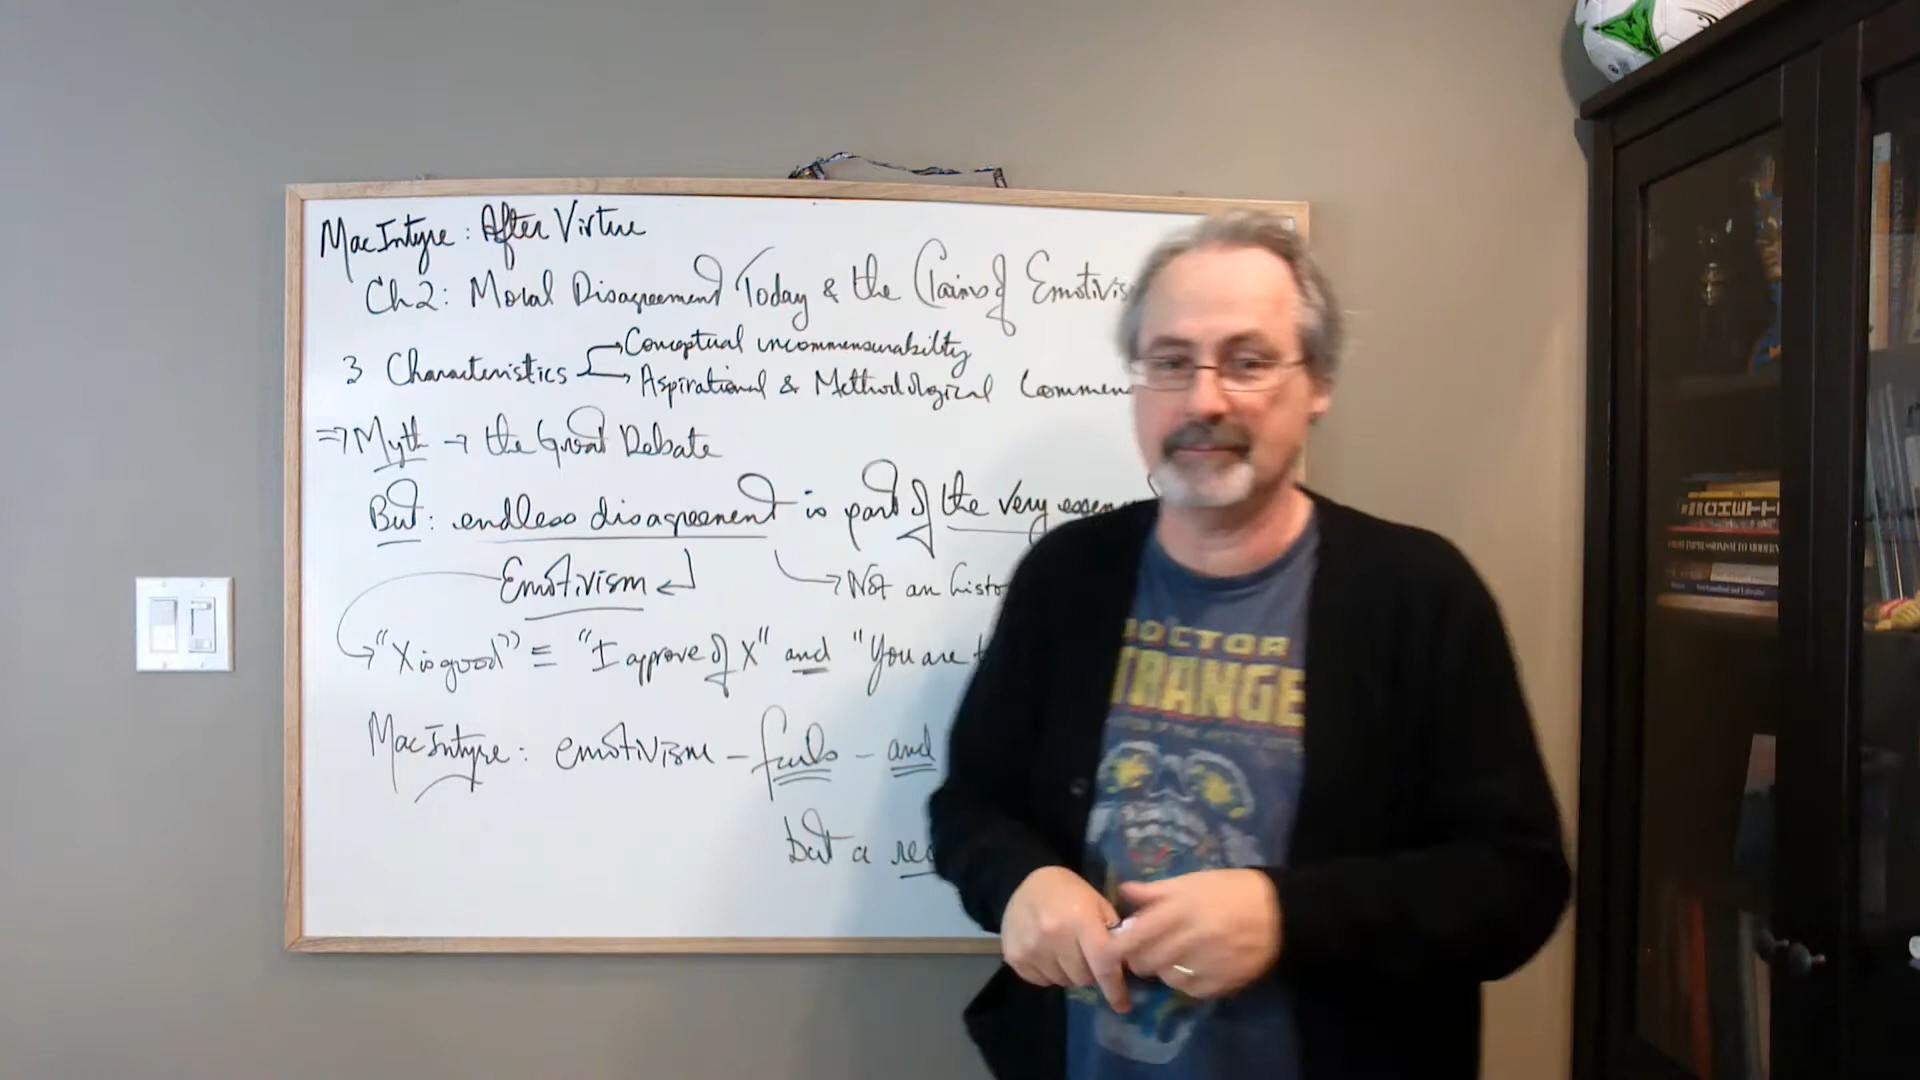 MacIntyre: After Virtue
Ch2: Moral Disagreement Today & the Claims of Emotivis
3 Characteristics → Conceptual incommensurability
→ Aspirational & Methodological Commen
⇒ Myth → the Great Debate
But: endless disagreement is part of the very essen
Emotivism ↲ → Not an histo
→ "X is good" ≡ "I approve of X" and "You are t
MacIntyre: emotivism - fails - and
but a rea
DOCTOR
TRANGE